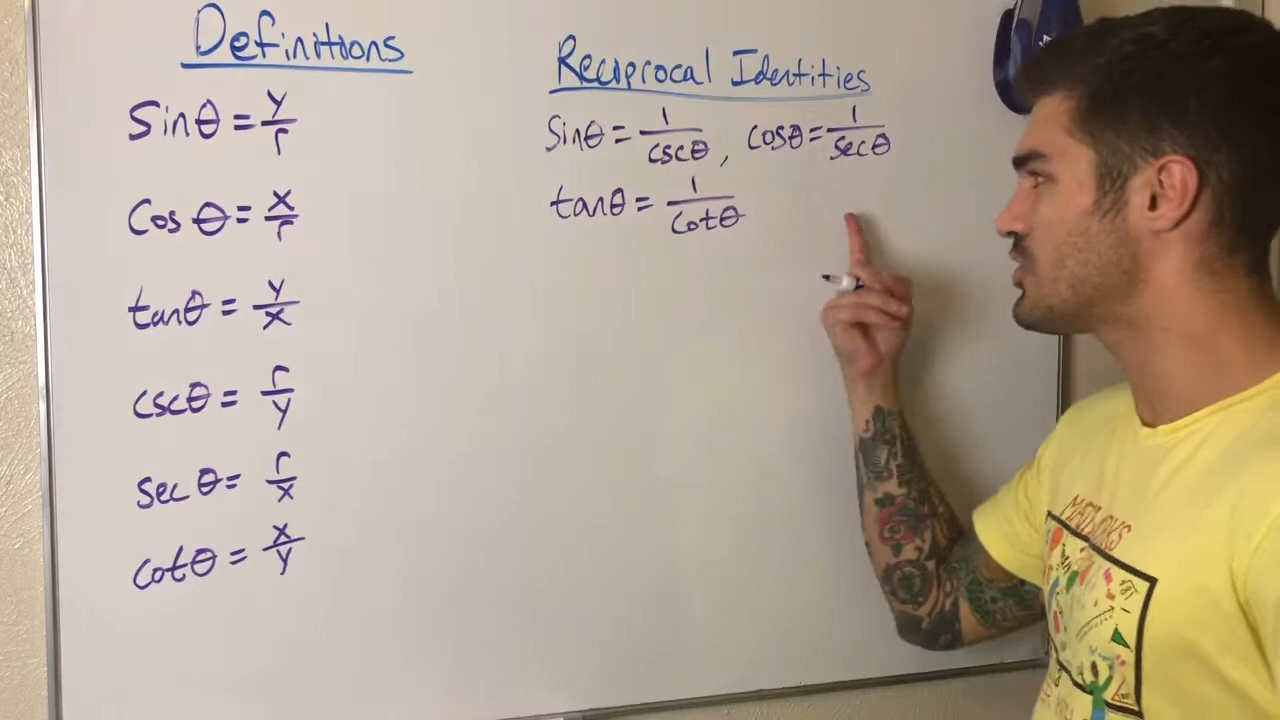 Definitions
Sinθ = y/r
Cos θ = x/r
tanθ = y/x
cscθ = r/y
sec θ = r/x
cotθ = x/y
Reciprocal Identities
Sinθ = 1/cscθ, cosθ = 1/secθ
tanθ = 1/cotθ